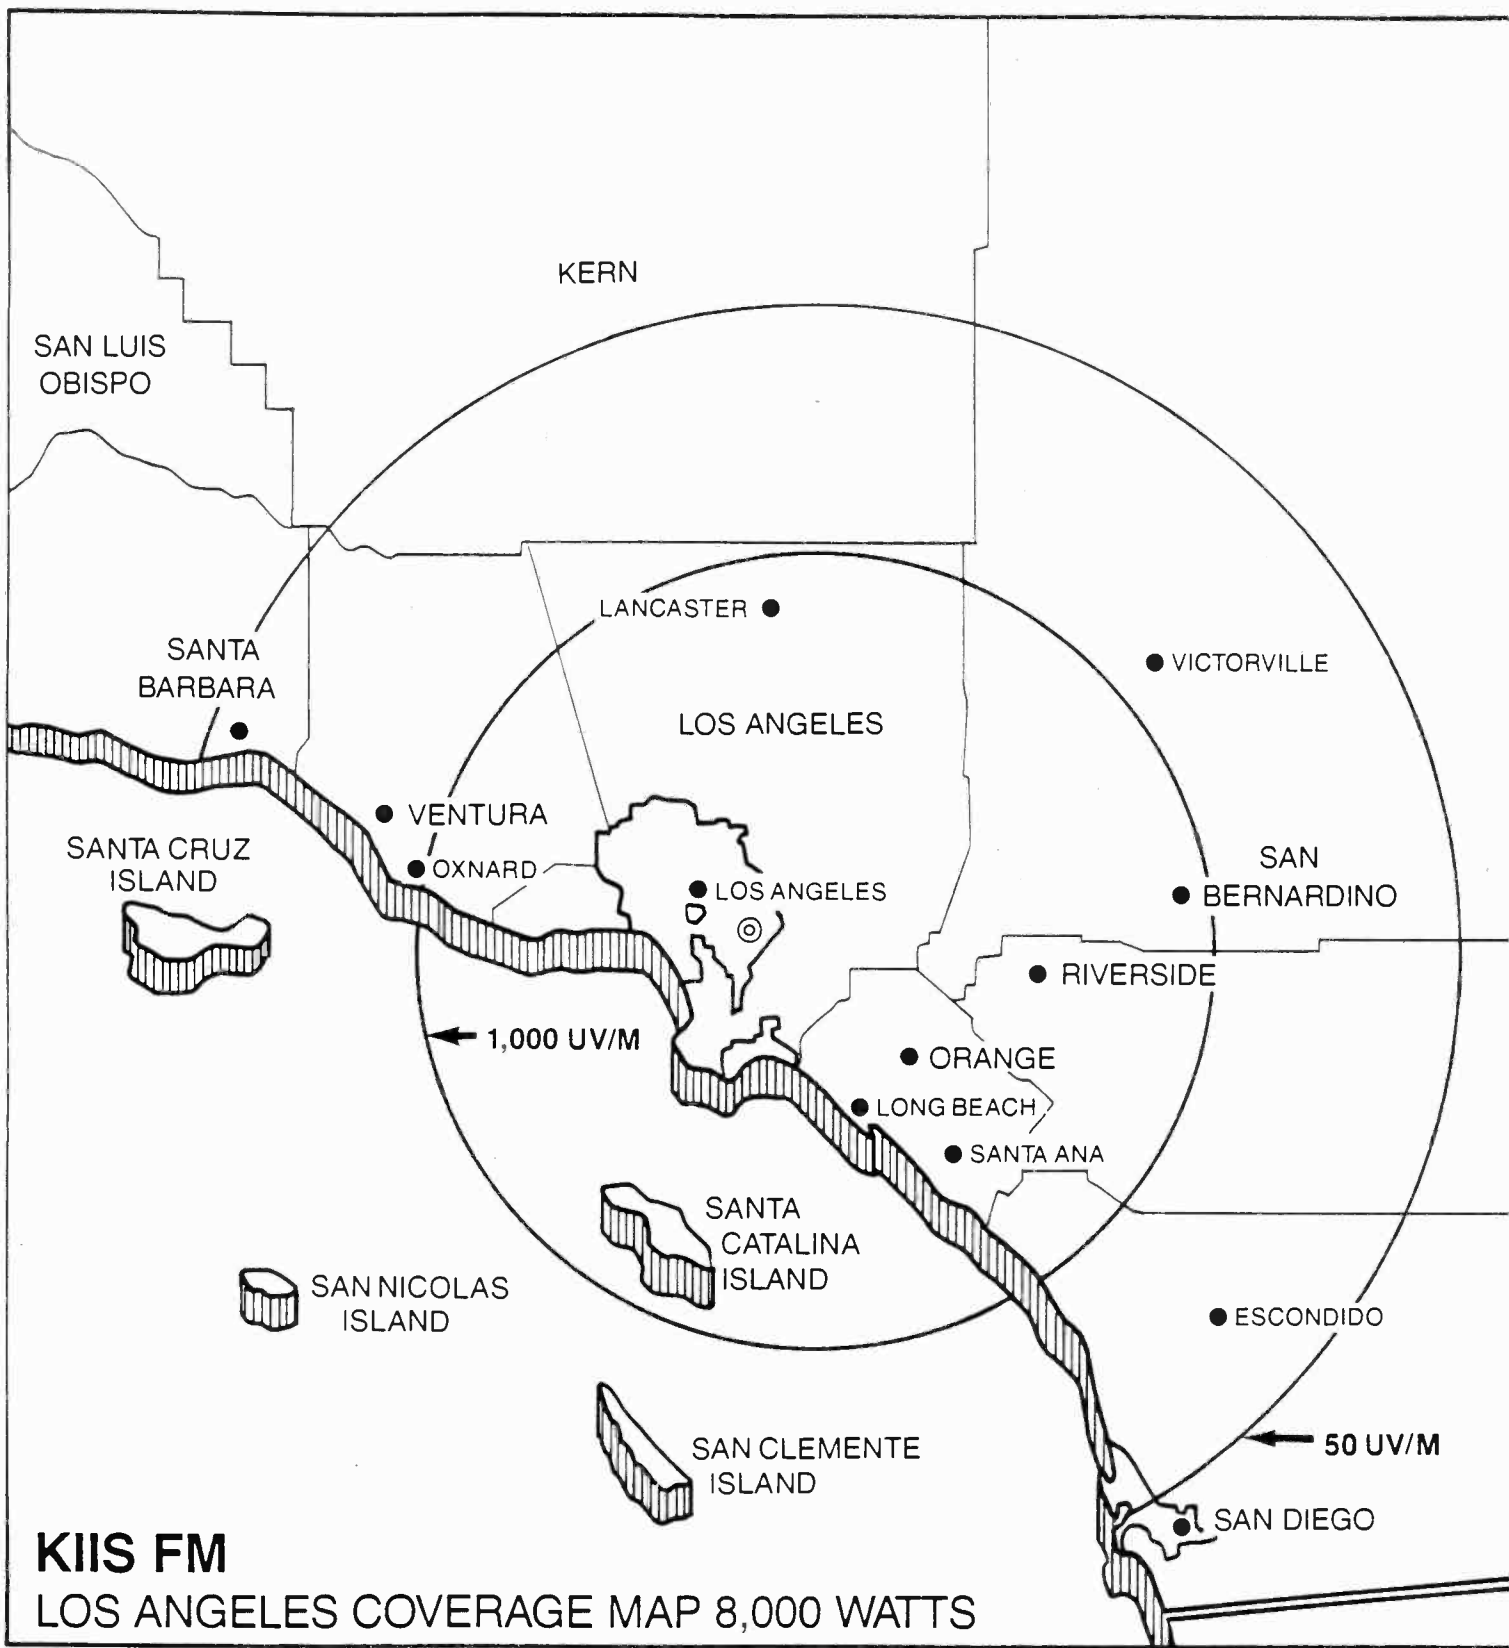 KERN
SAN LUIS
OBISPO
LANCASTER
SANTA
BARBARA
VICTORVILLE
LOS ANGELES
VENTURA
SANTA CRUZ
ISLAND
OXNARD
LOS ANGELES
SAN
BERNARDINO
RIVERSIDE
1,000 UV/M
ORANGE
LONG BEACH
SANTA ANA
SANTA
CATALINA
ISLAND
SAN NICOLAS
ISLAND
ESCONDIDO
SAN CLEMENTE
ISLAND
50 UV/M
SAN DIEGO
KIIS FM
LOS ANGELES COVERAGE MAP 8,000 WATTS